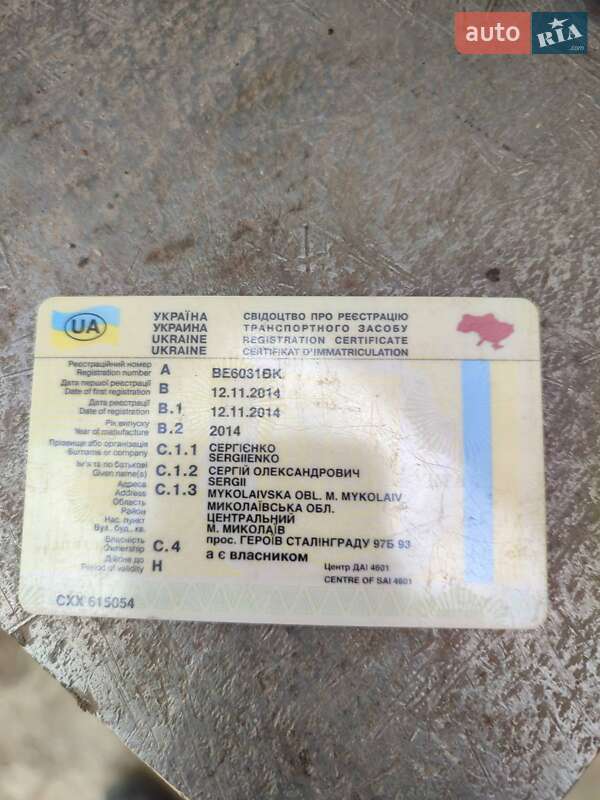 auto RIA .com
UA
УКРАЇНА СВІДОЦТВО ПРО РЕЄСТРАЦІЮ
УКРАИНА ТРАНСПОРТНОГО ЗАСОБУ
UKRAINE REGISTRATION CERTIFICATE
UKRAINE CERTIFIKAT D'IMMATRICULATION
Реєстраційний номер
Registration number A BE6031BK
Дата першої реєстрації
Date of first registration B 12.11.2014
Дата реєстрації
Date of registration B.1 12.11.2014
Рік випуску
Year of manufacture B.2 2014
Прізвище або організація C.1.1 СЕРГІЄНКО
Surname or company SERGIIENKO
Ім'я та по батькові C.1.2 СЕРГІЙ ОЛЕКСАНДРОВИЧ
Given name(s) SERGII
Адреса C.1.3 MYKOLAIVSKA OBL. M. MYKOLAIV
Address
Область МИКОЛАЇВСЬКА ОБЛ.
Район ЦЕНТРАЛЬНИЙ
Нас. пункт М. МИКОЛАЇВ
Вул. буд., кв. прос. ГЕРОЇВ СТАЛІНГРАДУ 97Б 93
Власність
Ownership C.4 а є власником
Дійсне до
Period of validity H Центр ДАІ 4801
CENTRE OF SAI 4801
СХХ 615054